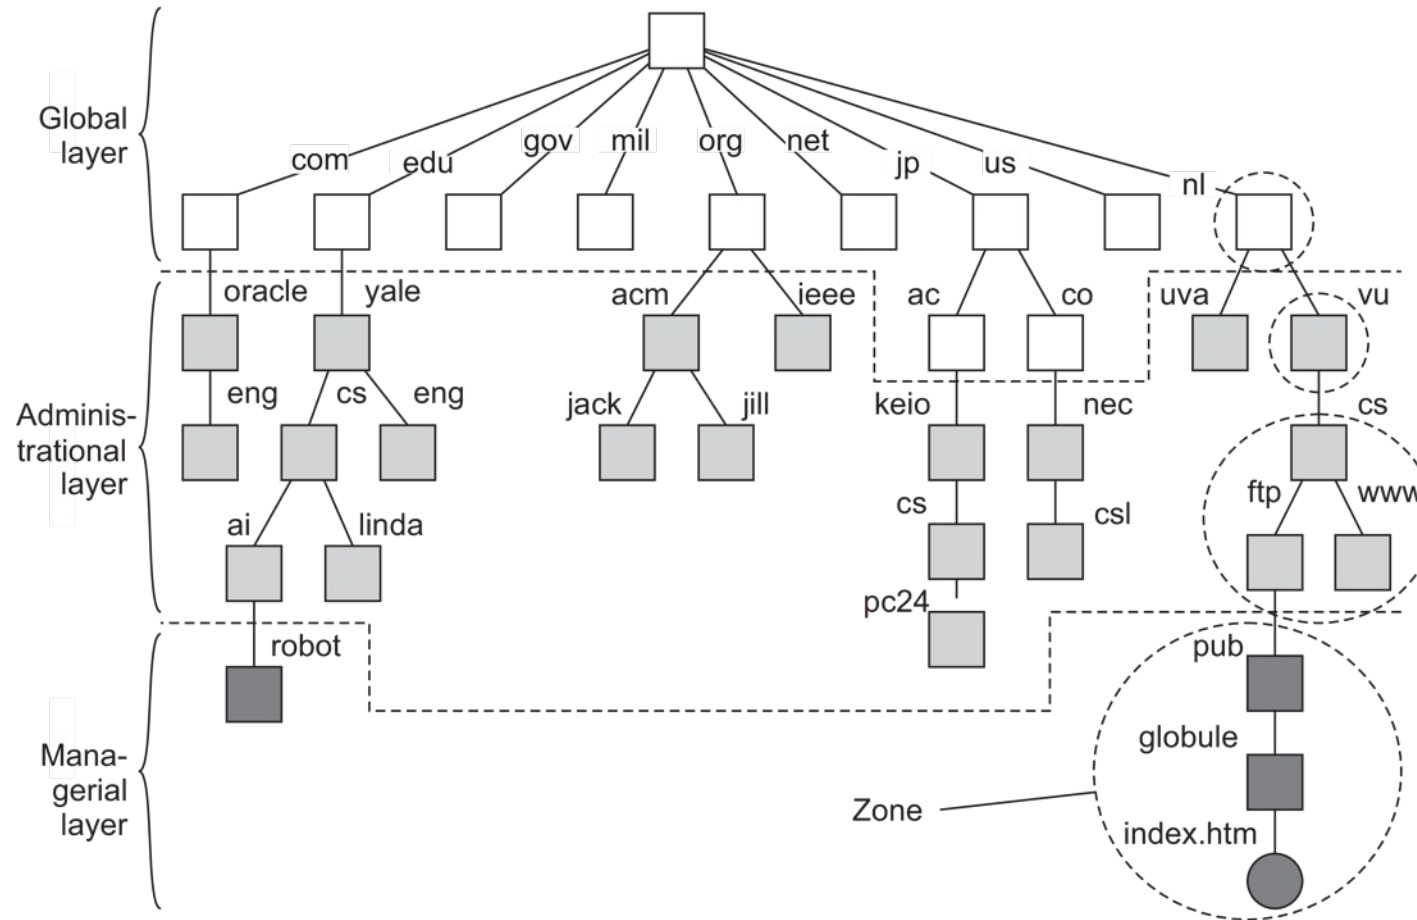 Global
layer
com
edu
gov
mil
org
net
jp
us
nl
oracle
yale
acm
ieee
ac
co
uva
vu
Adminis-
trational
layer
eng
cs
eng
jack
jill
keio
nec
cs
ai
linda
cs
csl
ftp
www
pc24
robot
pub
Mana-
gerial
layer
globule
Zone
index.htm